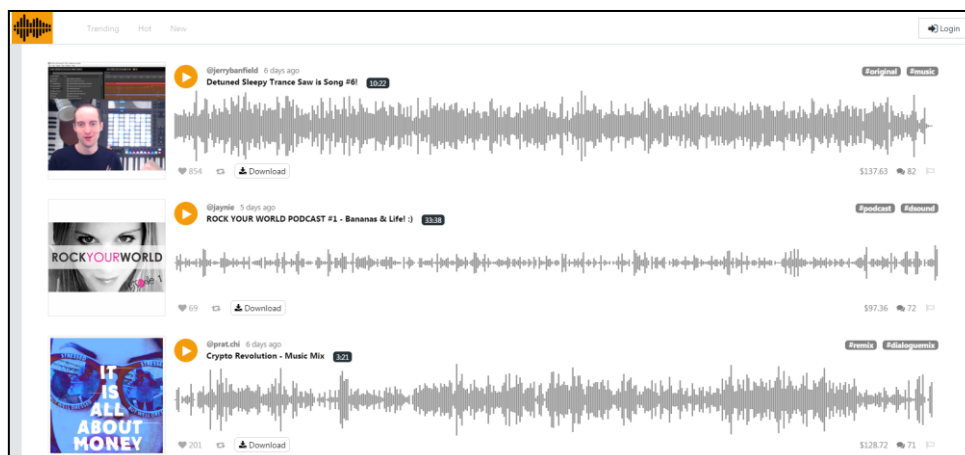 Trending Hot New
Login
@jerrybanfield 6 days ago
Detuned Sleepy Trance Saw is Song #6! 10:22
#original #music
854 Download
$137.63 82
@jaynie 5 days ago
ROCK YOUR WORLD PODCAST #1 - Bananas & Life! :) 33:38
#podcast #dsound
ROCKYOURWORLD
69 Download
$97.36 72
@prat.chi 6 days ago
Crypto Revolution - Music Mix 3:21
#remix #dialoguemix
IT
IS
ALL
ABOUT
MONEY
201 Download
$128.72 71